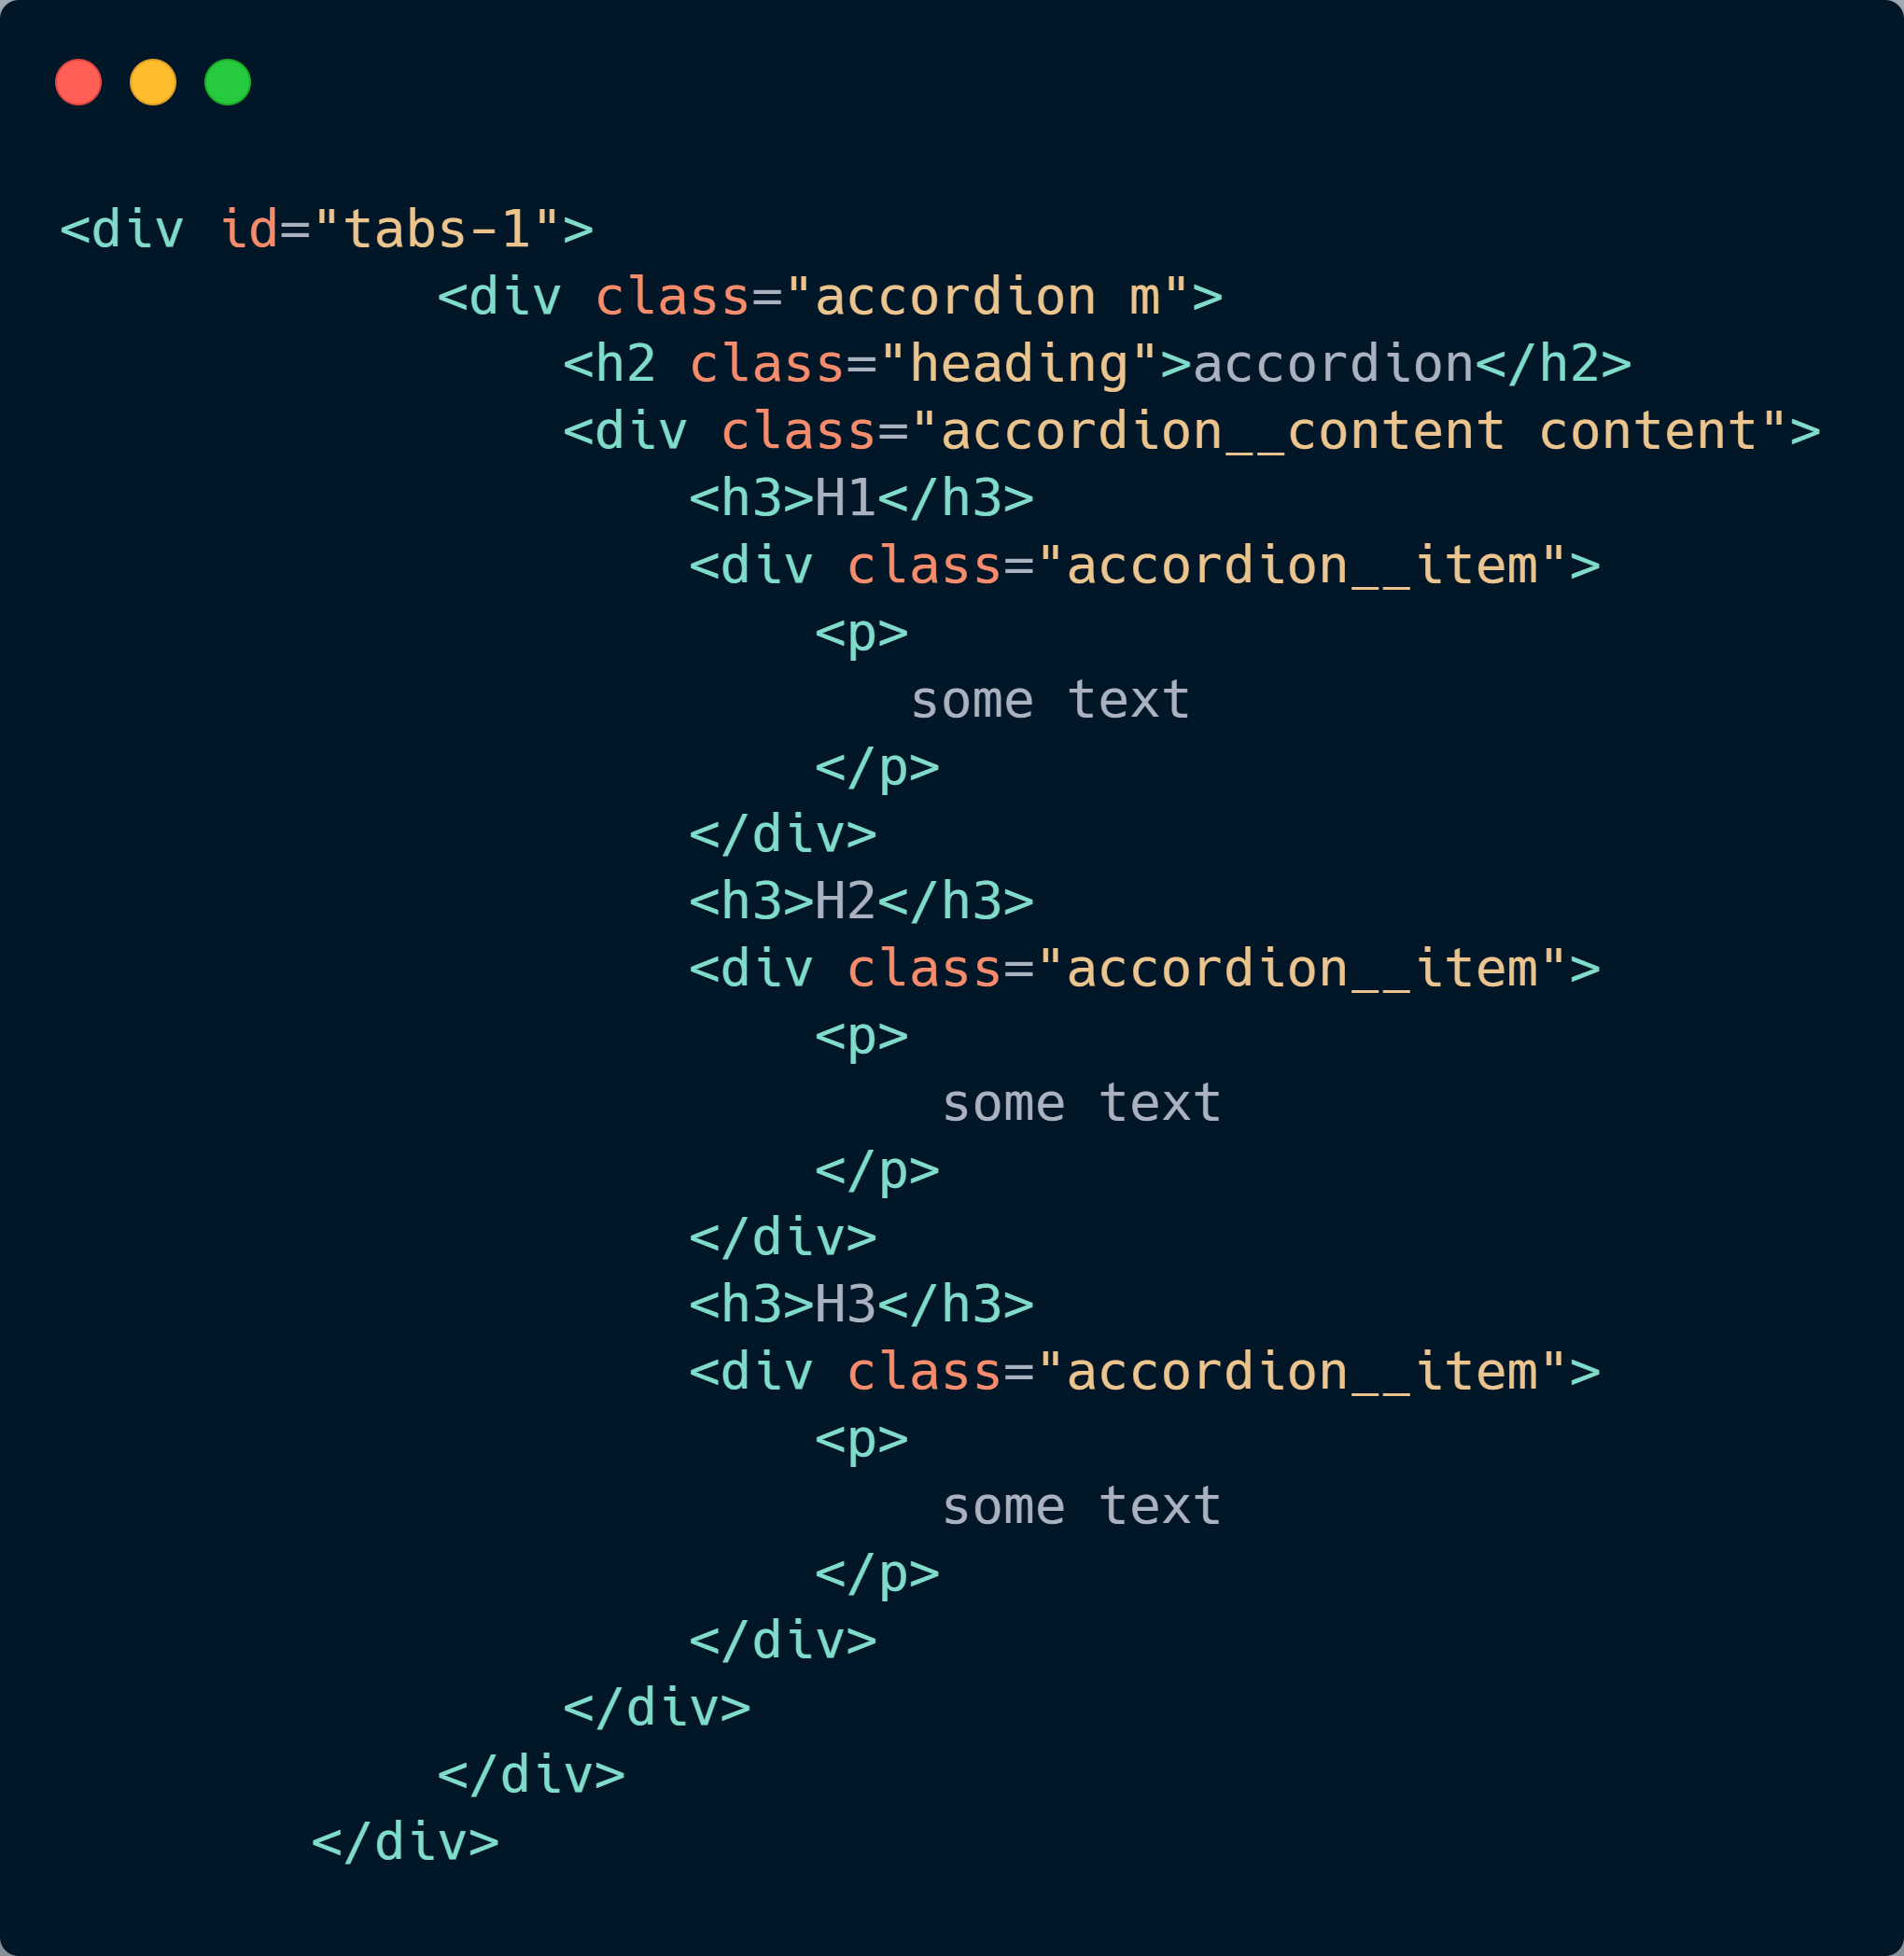 <div id="tabs-1">
            <div class="accordion m">
                <h2 class="heading">accordion</h2>
                <div class="accordion__content content">
                    <h3>H1</h3>
                    <div class="accordion__item">
                        <p>
                           some text
                        </p>
                    </div>
                    <h3>H2</h3>
                    <div class="accordion__item">
                        <p>
                            some text
                        </p>
                    </div>
                    <h3>H3</h3>
                    <div class="accordion__item">
                        <p>
                            some text
                        </p>
                    </div>
                </div>
            </div>
        </div>